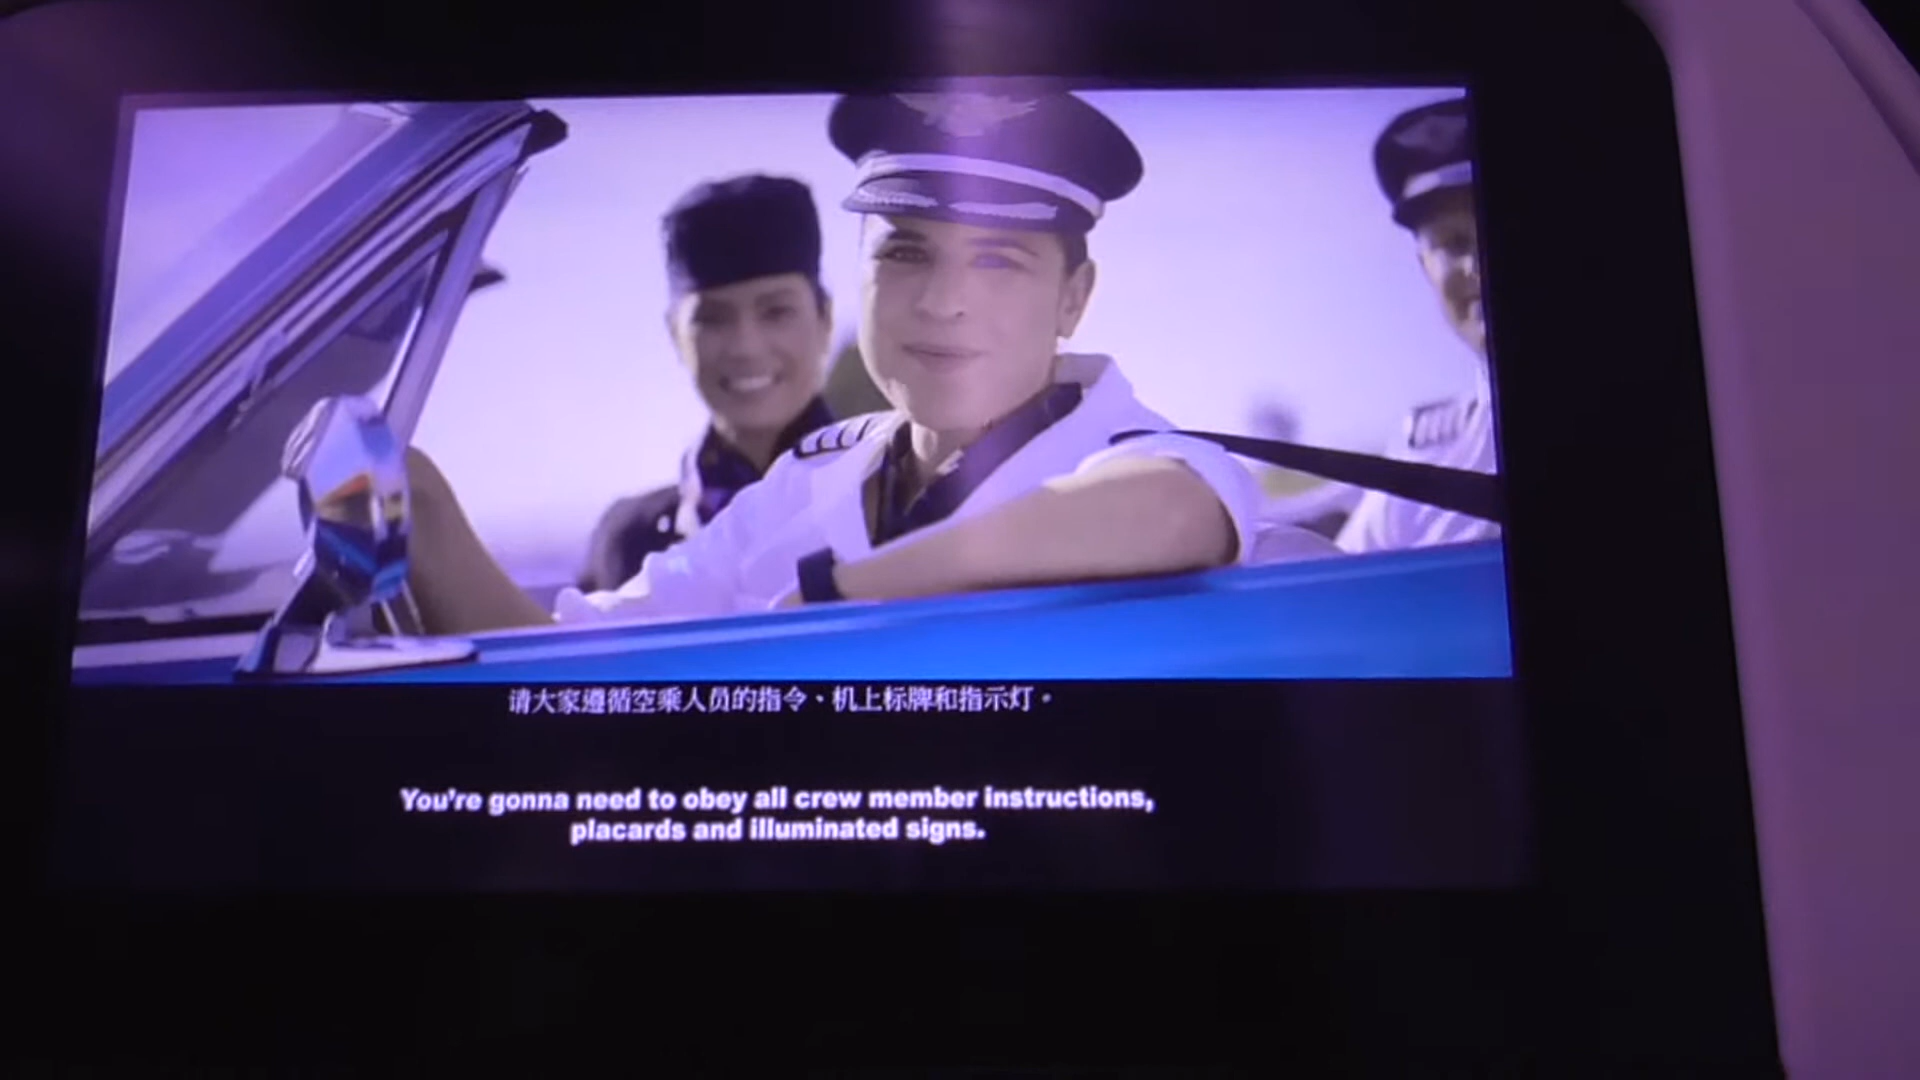 请大家遵循空乘人员的指令、机上标牌和指示灯。
You're gonna need to obey all crew member instructions,
placards and illuminated signs.